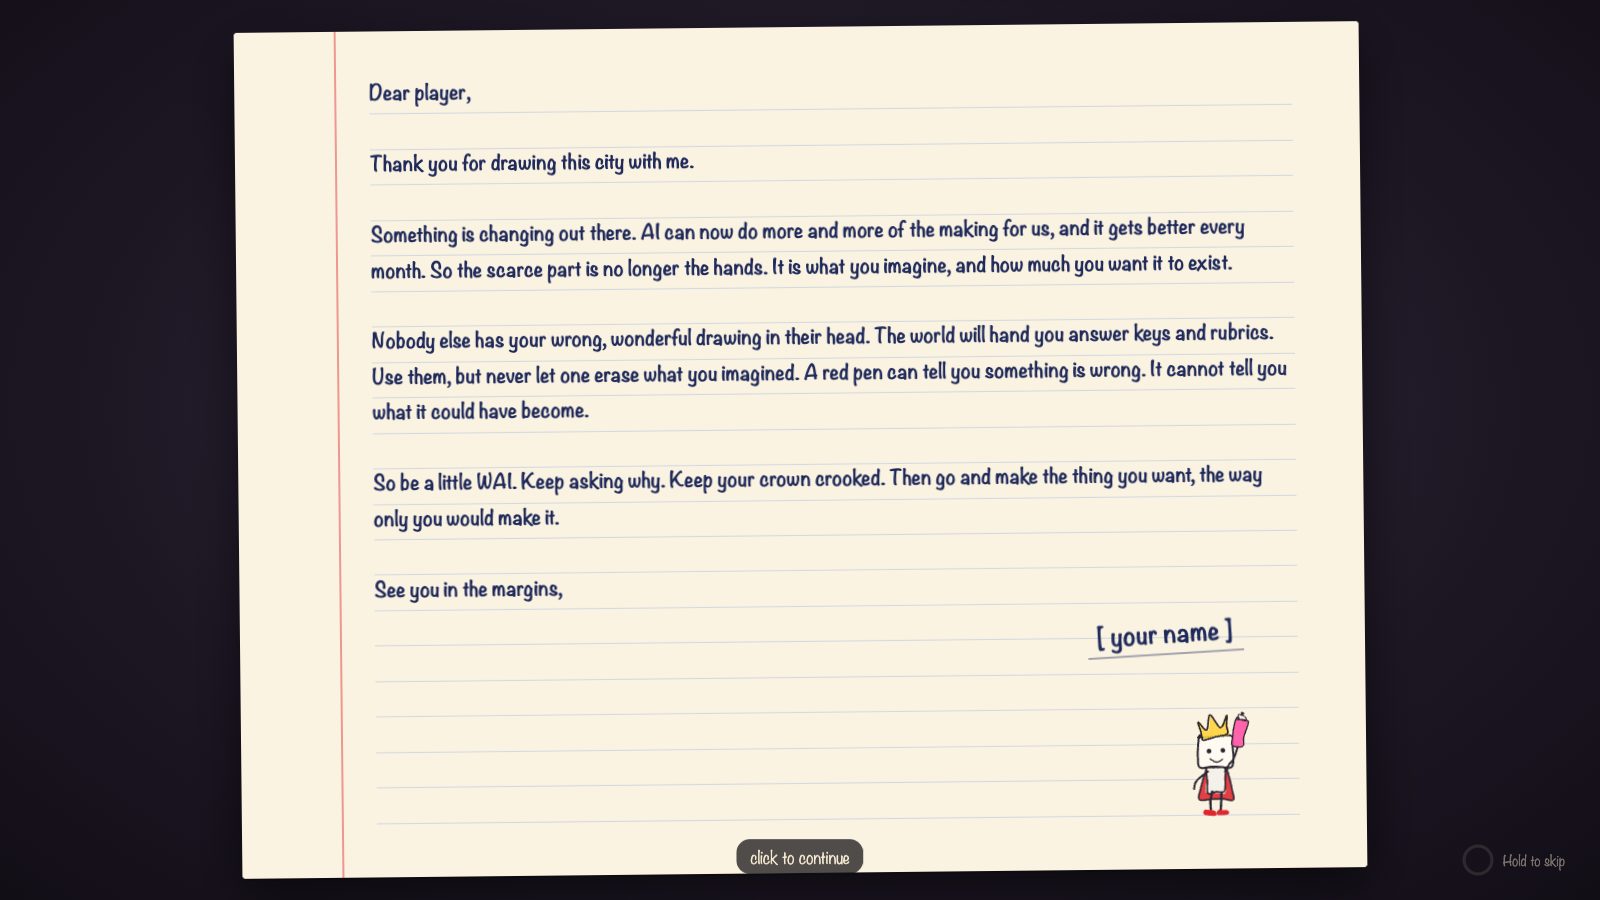 Dear player,
Thank you for drawing this city with me.
Something is changing out there. AI can now do more and more of the making for us, and it gets better every
month. So the scarce part is no longer the hands. It is what you imagine, and how much you want it to exist.
Nobody else has your wrong, wonderful drawing in their head. The world will hand you answer keys and rubrics.
Use them, but never let one erase what you imagined. A red pen can tell you something is wrong. It cannot tell you
what it could have become.
So be a little WAI. Keep asking why. Keep your crown crooked. Then go and make the thing you want, the way
only you would make it.
See you in the margins,
[ your name ]
click to continue
Hold to skip